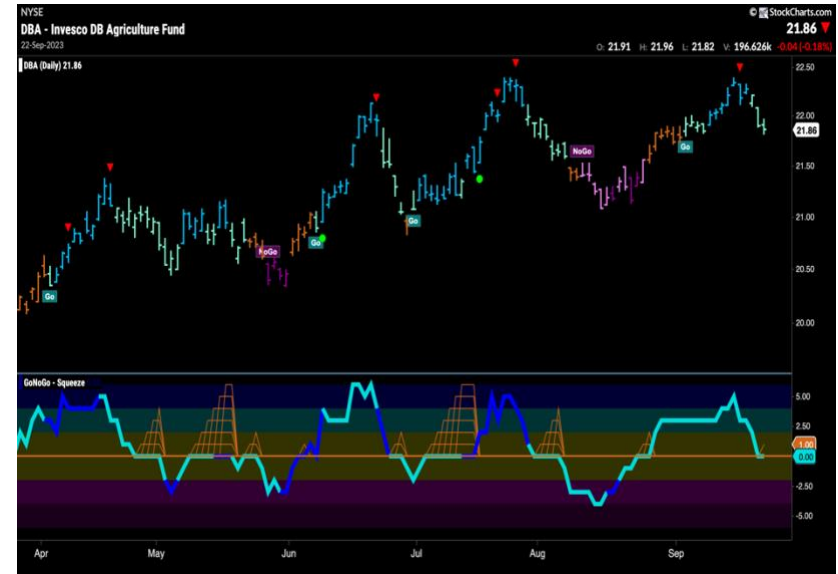 NYSE
© StockCharts.com
DBA - Invesco DB Agriculture Fund
21.86
22-Sep-2023
O: 21.91 H: 21.96 L: 21.82 V: 196.626k -0.04 (-0.18%)
DBA (Daily) 21.86
22.50
22.00
21.86
21.50
21.00
20.50
20.00
NoGo
Go
Go
NoGo
Go
Go
GoNoGo - Squeeze
5.00
2.50
1.00
0.00
-2.50
-5.00
Apr May Jun Jul Aug Sep